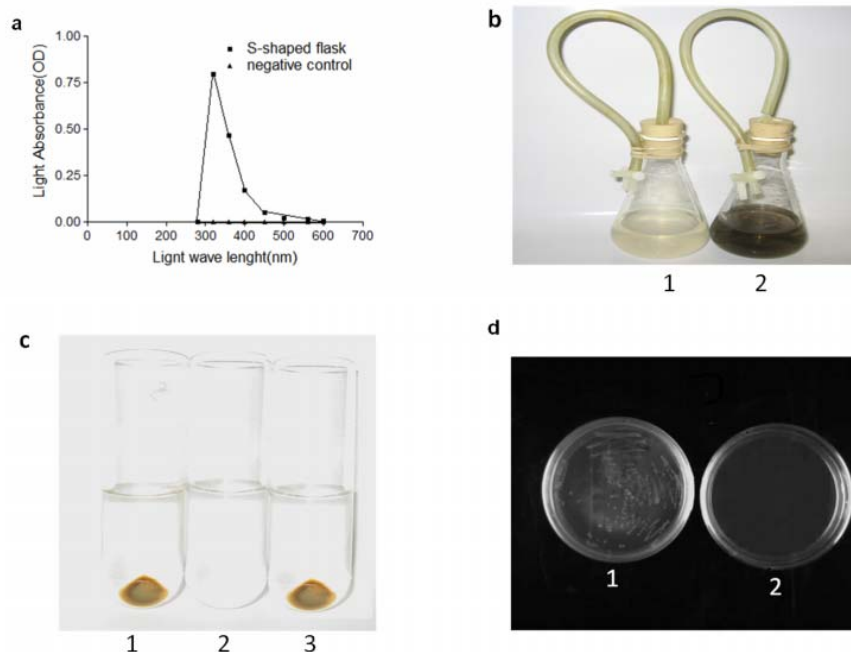 a
1.00
0.75
0.50
0.25
0.00
Light Absorbance(OD)
S-shaped flask
negative control
0 100 200 300 400 500 600 700
Lignt wave lenght(nm)
b
1 2
c
1 2 3
d
1 2